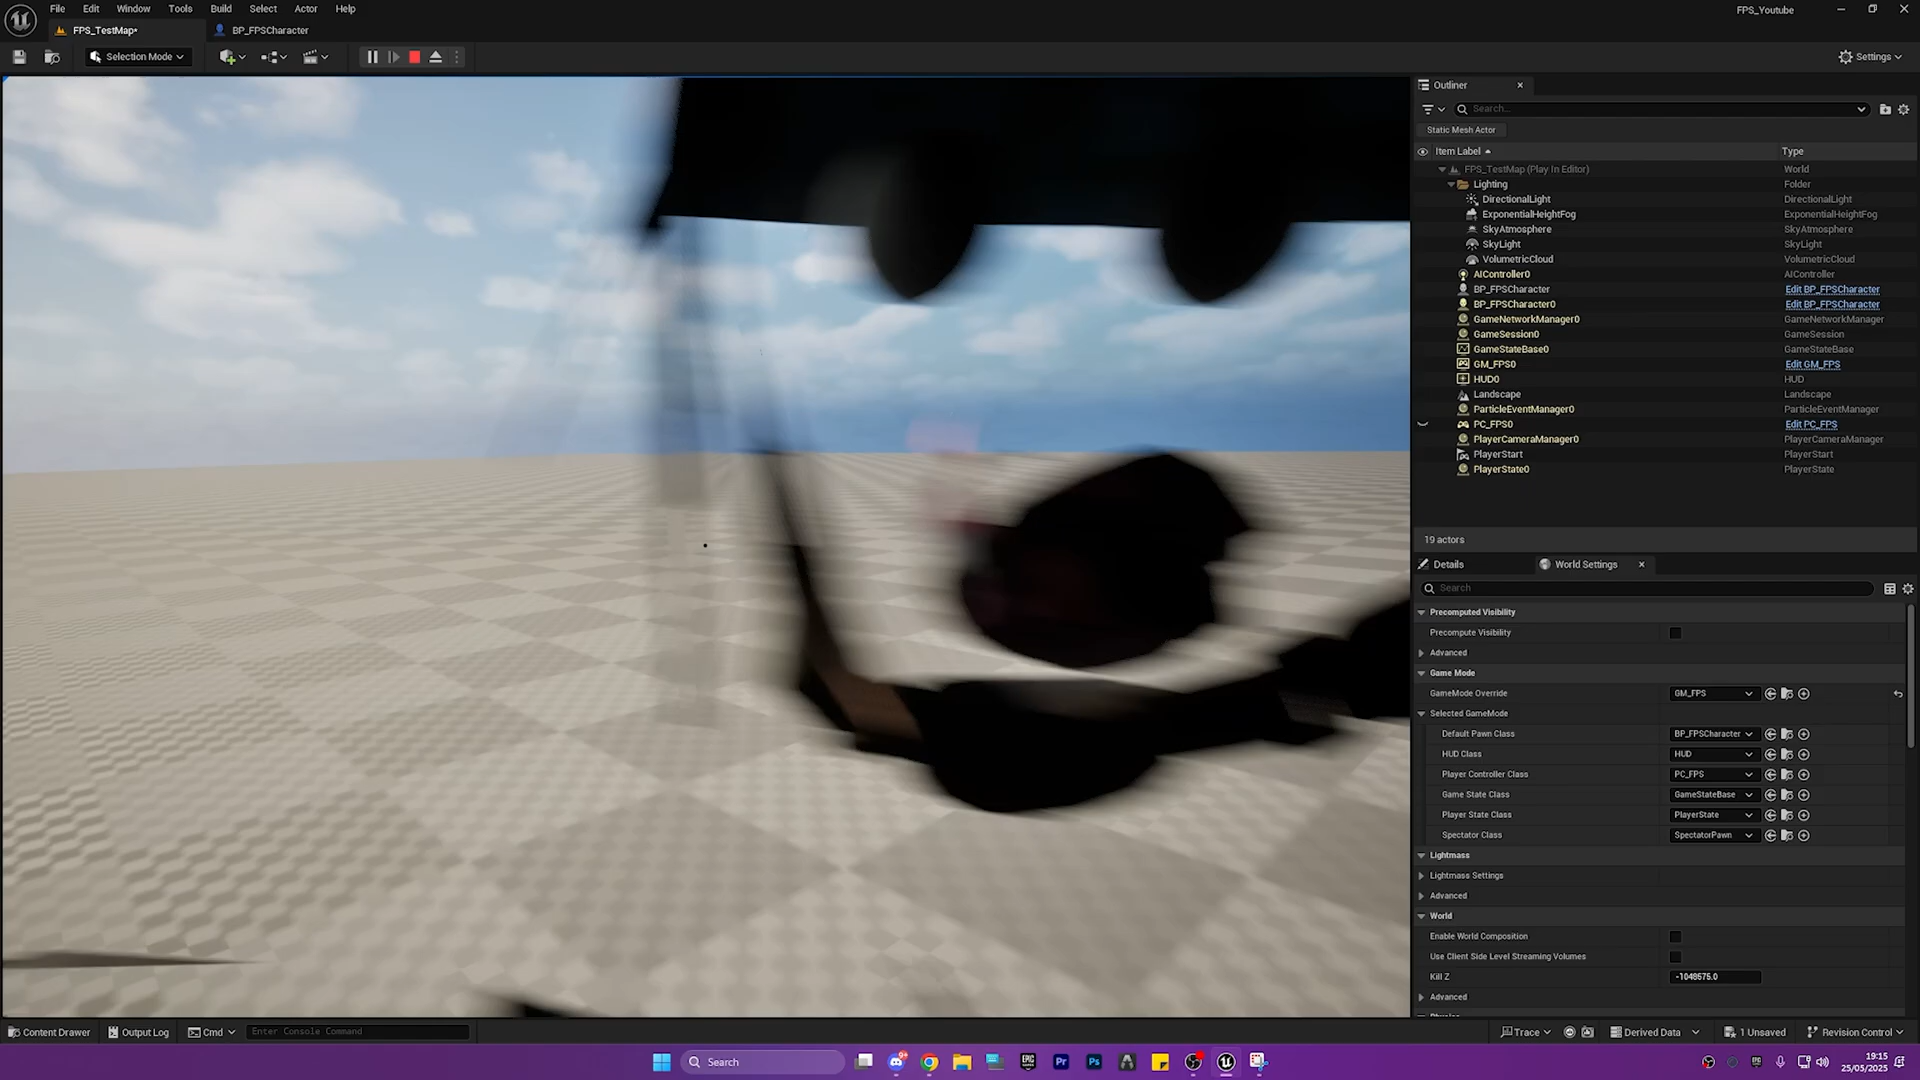 File Edit Window Tools Build Select Actor Help
FPS_Youtube
FPS_TestMap*
BP_FPSCharacter
Selection Mode
Settings
Outliner
Search...
Static Mesh Actor
Item Label Type
FPS_TestMap (Play In Editor) World
Lighting Folder
DirectionalLight DirectionalLight
ExponentialHeightFog ExponentialHeightFog
SkyAtmosphere SkyAtmosphere
SkyLight SkyLight
VolumetricCloud VolumetricCloud
AIController0 AIController
BP_FPSCharacter Edit BP_FPSCharacter
BP_FPSCharacter0 Edit BP_FPSCharacter
GameNetworkManager0 GameNetworkManager
GameSession0 GameSession
GameStateBase0 GameStateBase
GM_FPS0 Edit GM_FPS
HUD0 HUD
Landscape Landscape
ParticleEventManager0 ParticleEventManager
PC_FPS0 Edit PC_FPS
PlayerCameraManager0 PlayerCameraManager
PlayerStart PlayerStart
PlayerState0 PlayerState
19 actors
Details World Settings
Search
Precomputed Visibility
Precompute Visibility
Advanced
Game Mode
GameMode Override GM_FPS
Selected GameMode
Default Pawn Class BP_FPSCharacter
HUD Class HUD
Player Controller Class PC_FPS
Game State Class GameStateBase
Player State Class PlayerState
Spectator Class SpectatorPawn
Lightmass
Lightmass Settings
Advanced
World
Enable World Composition
Use Client Side Level Streaming Volumes
Kill Z -1048575.0
Advanced
Content Drawer Output Log Cmd Enter Console Command
Trace Derived Data 1 Unsaved Revision Control
Search
19:15
25/05/2025